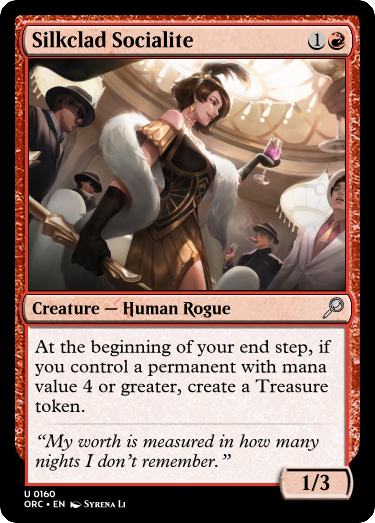 Silkclad Socialite 1
Creature — Human Rogue
At the beginning of your end step, if
you control a permanent with mana
value 4 or greater, create a Treasure
token.
“My worth is measured in how many
nights I don’t remember.”
1/3
U 0160
ORC • EN Syrena Li